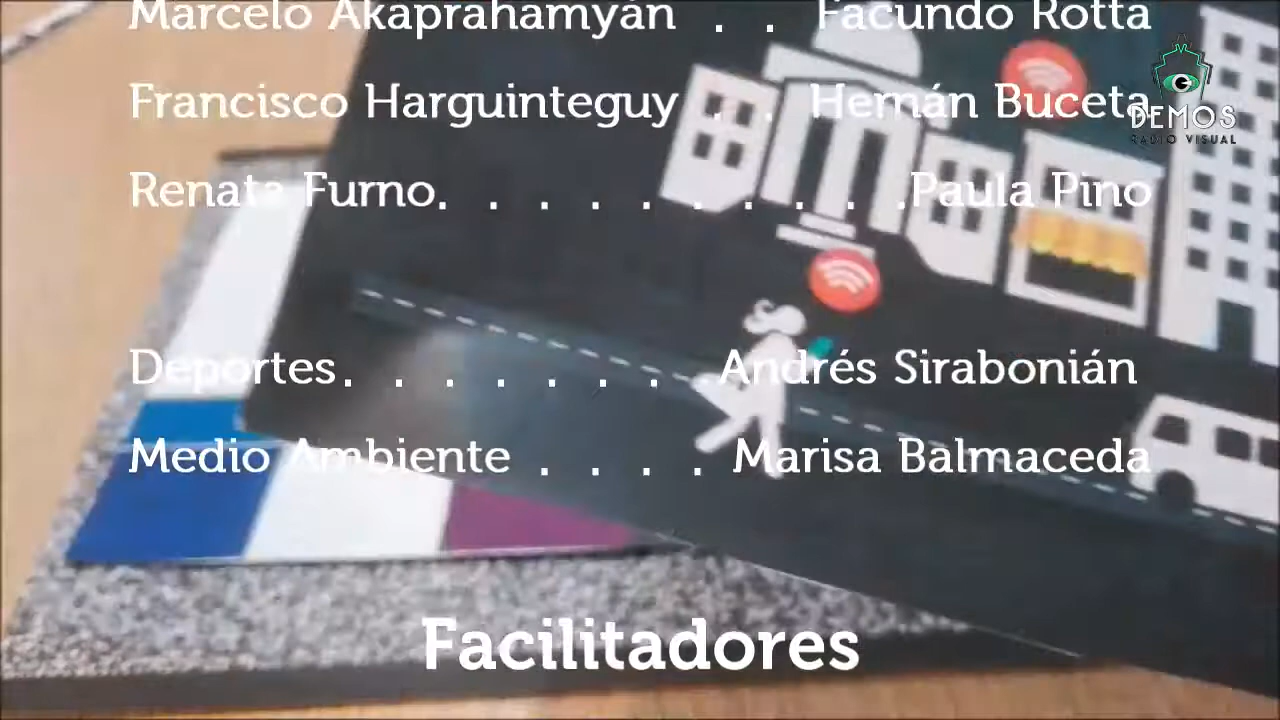 Marcelo Akaprahamyán . . Facundo Rotta
Francisco Harguinteguy . . Hernán Buceta
Renata Furno. . . . . . . . . .Paula Pino
Deportes. . . . . . . .Andrés Sirabonián
Medio Ambiente . . . . Marisa Balmaceda
Facilitadores
DEMOS
RADIO VISUAL